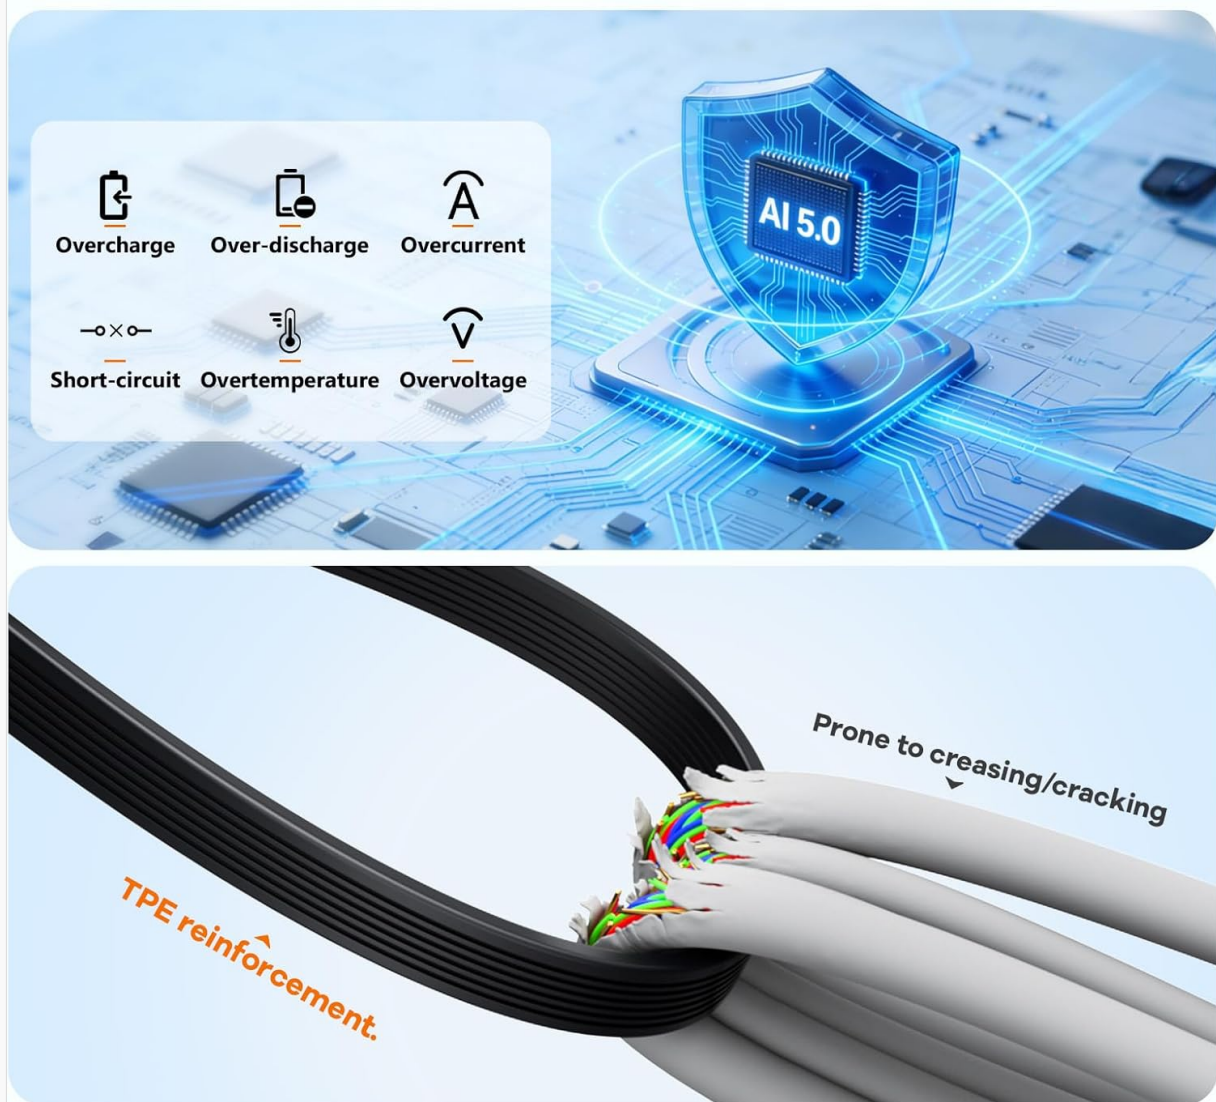 Overcharge
Over-discharge
Overcurrent
Short-circuit
Overtemperature
Overvoltage
AI 5.0
Prone to creasing/cracking
TPE reinforcement.